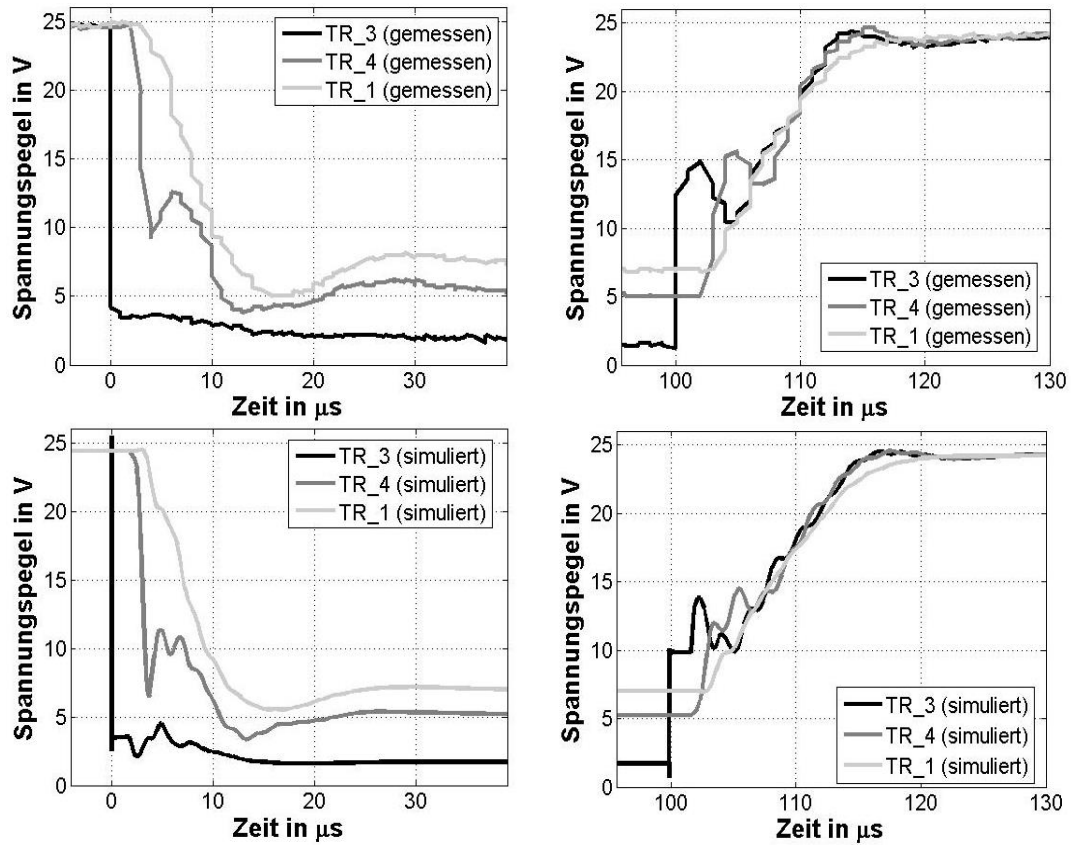 Spannungspegel in V
25
20
15
10
5
0
TR_3 (gemessen)
TR_4 (gemessen)
TR_1 (gemessen)
0 10 20 30
Zeit in µs
Spannungspegel in V
25
20
15
10
5
0
TR_3 (gemessen)
TR_4 (gemessen)
TR_1 (gemessen)
100 110 120 130
Zeit in µs
Spannungspegel in V
25
20
15
10
5
0
TR_3 (simuliert)
TR_4 (simuliert)
TR_1 (simuliert)
0 10 20 30
Zeit in µs
Spannungspegel in V
25
20
15
10
5
0
TR_3 (simuliert)
TR_4 (simuliert)
TR_1 (simuliert)
100 110 120 130
Zeit in µs